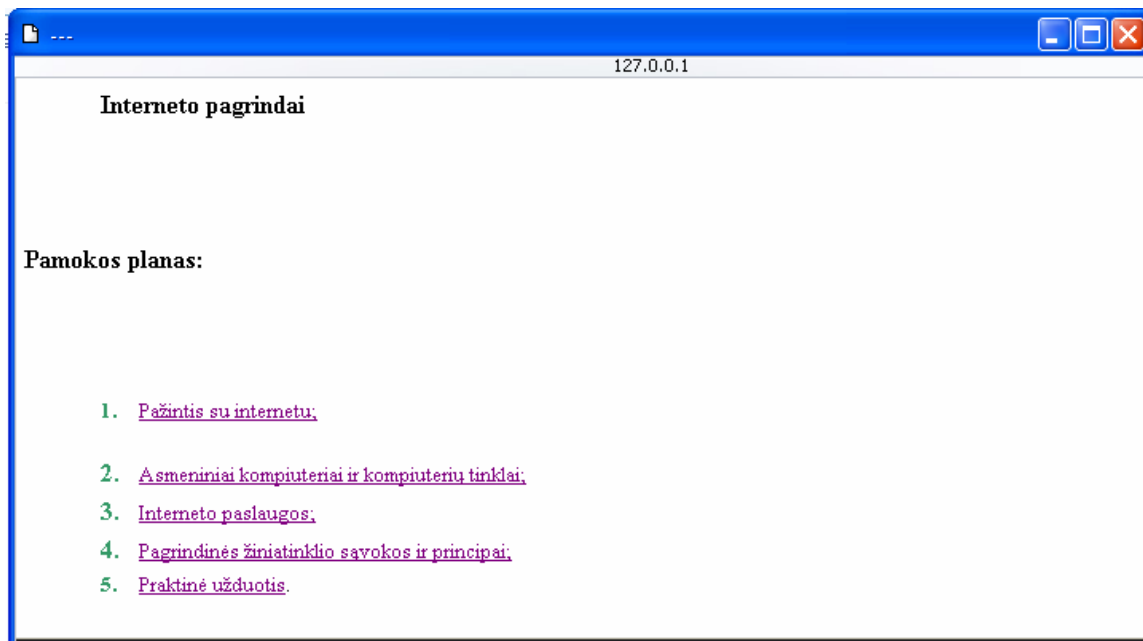 ---
127.0.0.1
Interneto pagrindai
Pamokos planas:
1. Pažintis su internetu;
2. Asmeniniai kompiuteriai ir kompiuterių tinklai;
3. Interneto paslaugos;
4. Pagrindinės žiniatinklio sąvokos ir principai;
5. Praktinė užduotis.